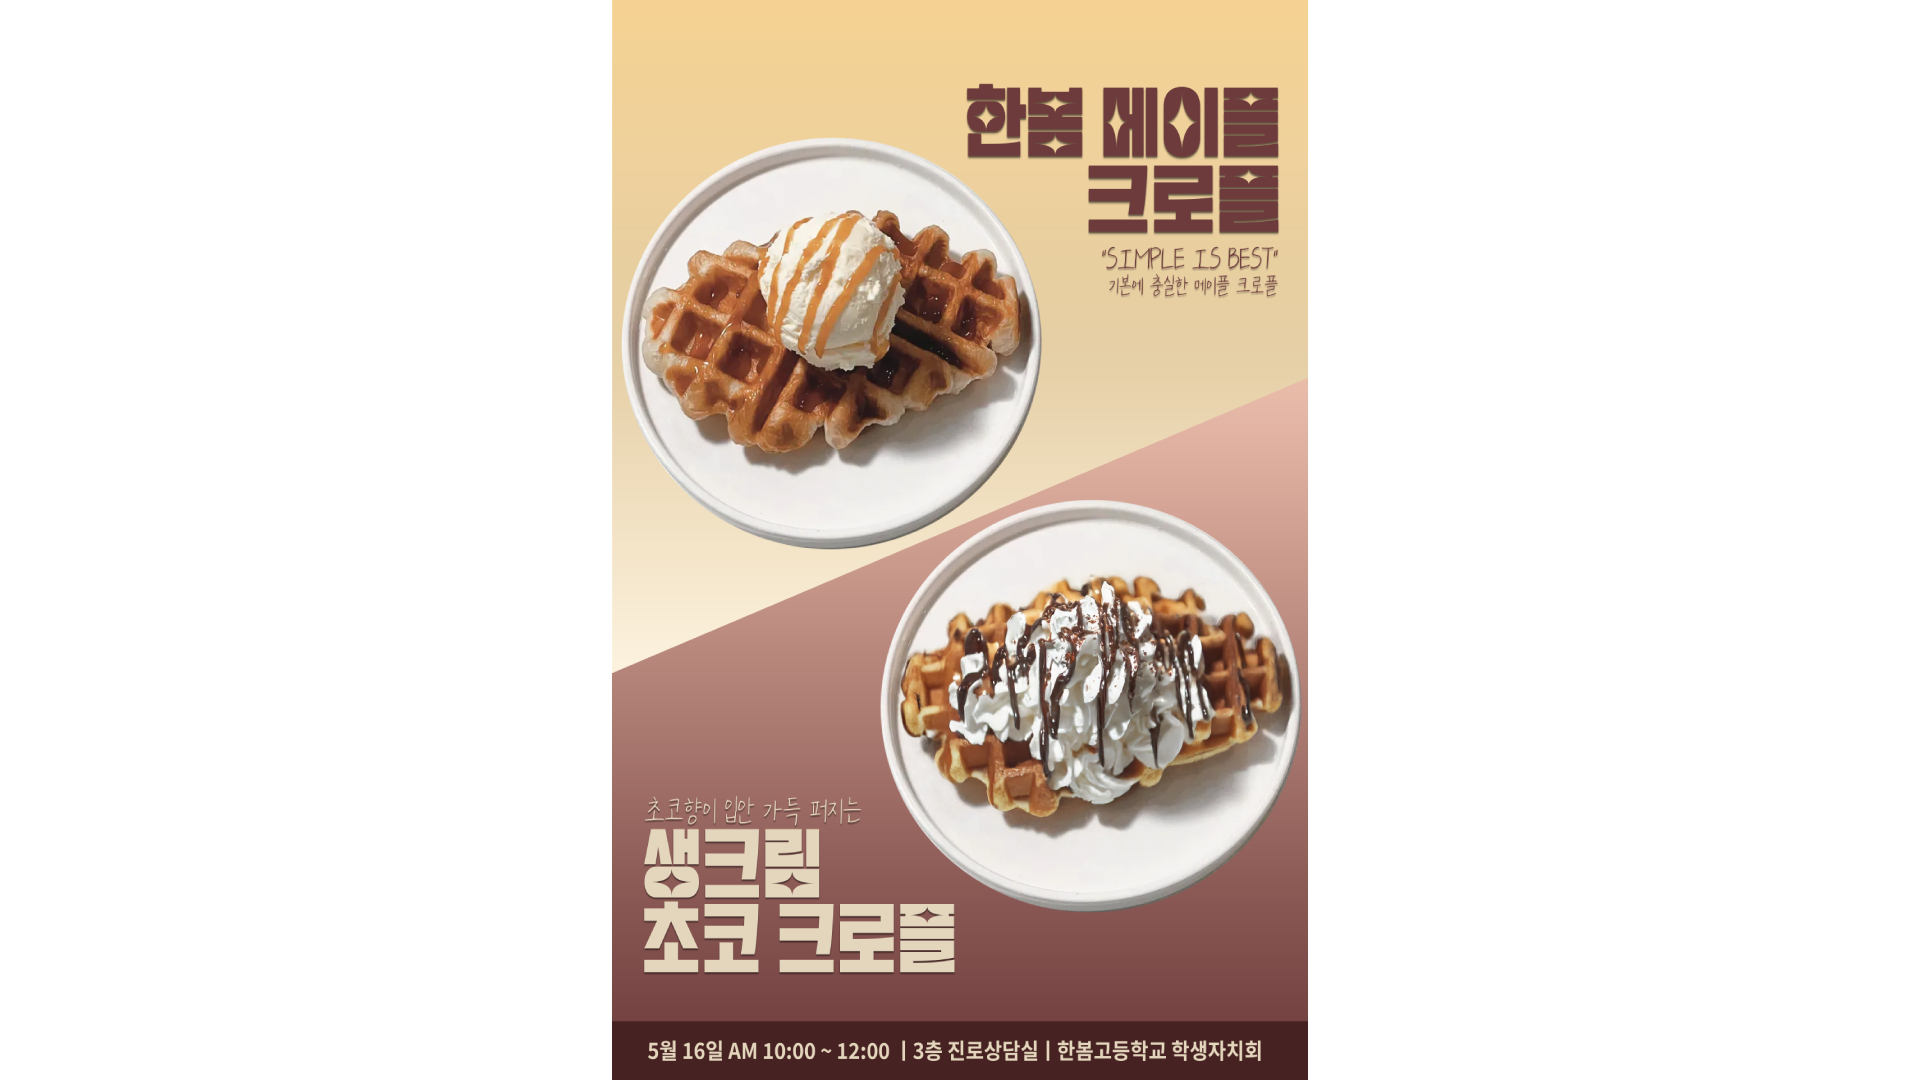 한봄 메이플
크로플
"SIMPLE IS BEST"
기본에 충실한 메이플 크로플
초코향이 입안 가득 퍼지는
생크림
초코 크로플
5월 16일 AM 10:00 ~ 12:00 | 3층 진로상담실 | 한봄고등학교 학생자치회